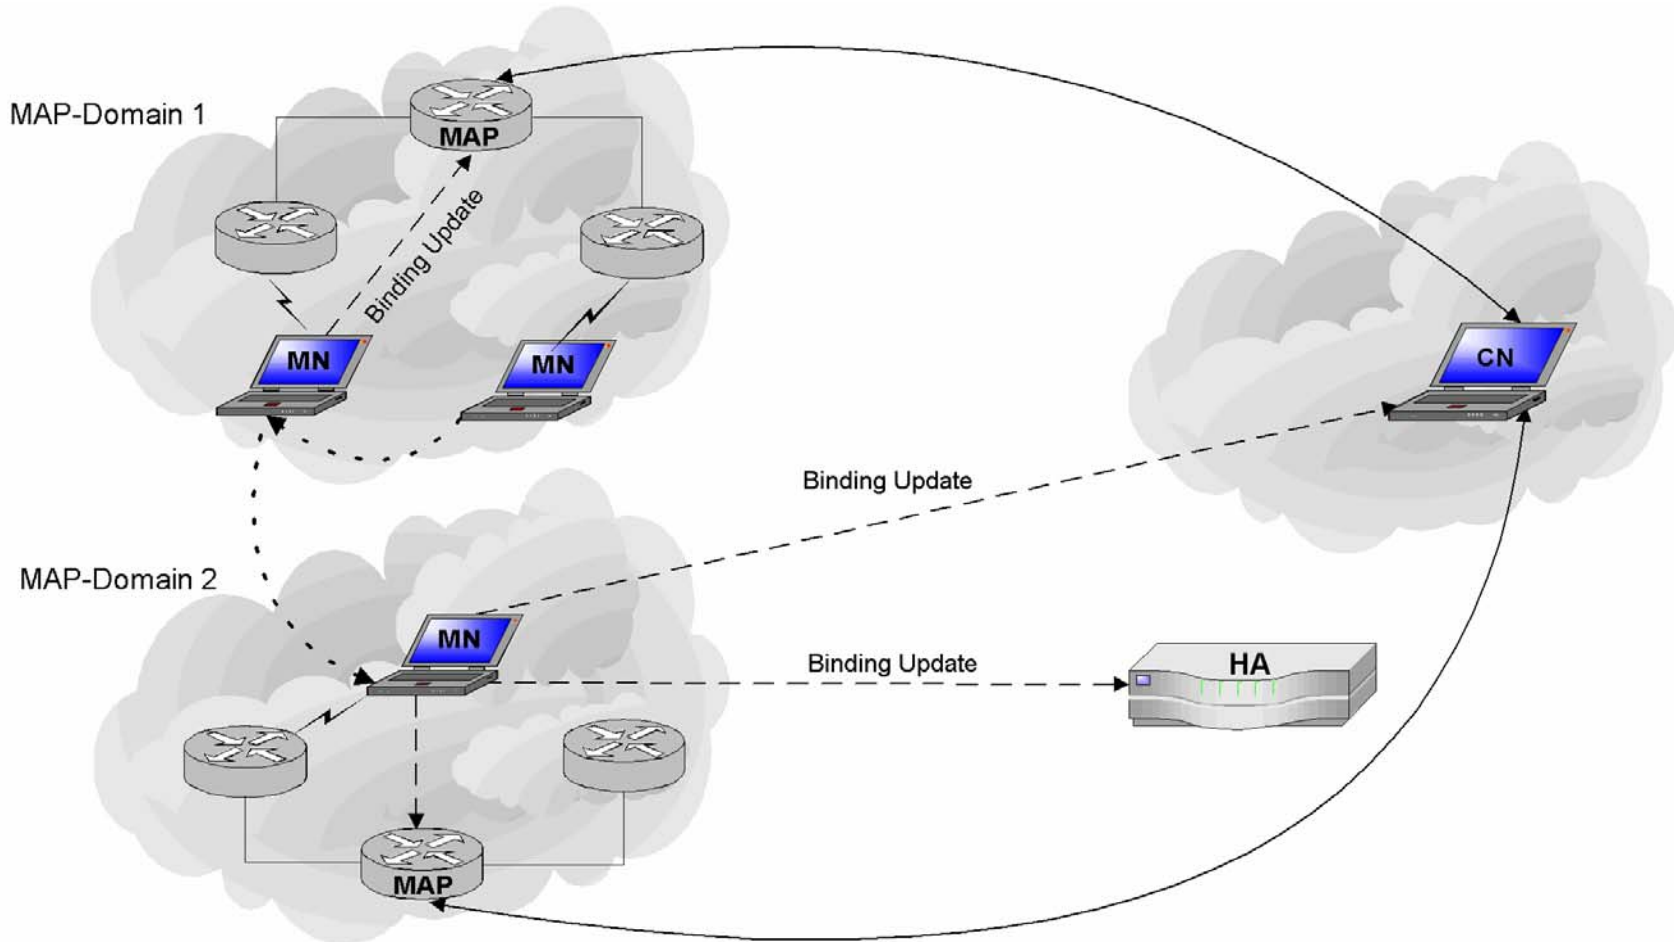 MAP-Domain 1
MAP
Binding Update
MN
MN
CN
Binding Update
MAP-Domain 2
MN
Binding Update
HA
MAP